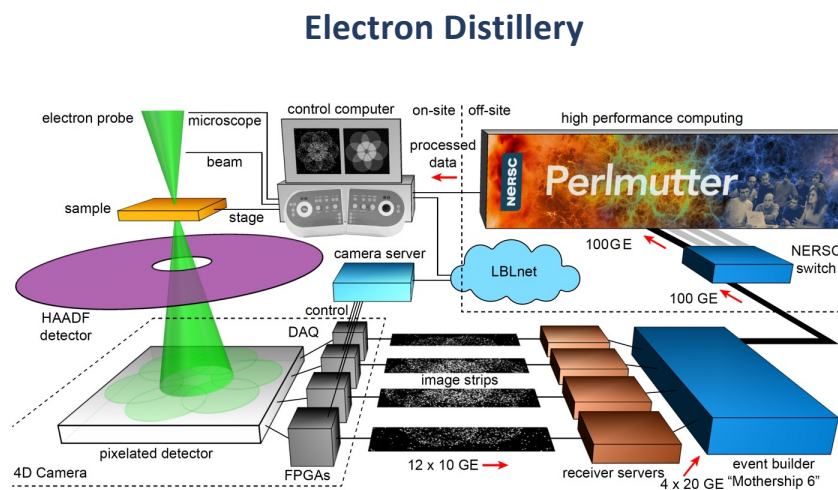 Electron Distillery
electron probe
microscope
control computer
on-site
off-site
high performance computing
beam
processed
data
NERSC
Perlmutter
sample
stage
camera server
LBLnet
100GE
NERSC
switch
100 GE
HAADF
detector
control
DAQ
image strips
pixelated detector
FPGAs
12 x 10 GE
receiver servers
4 x 20 GE
event builder
"Mothership 6"
4D Camera